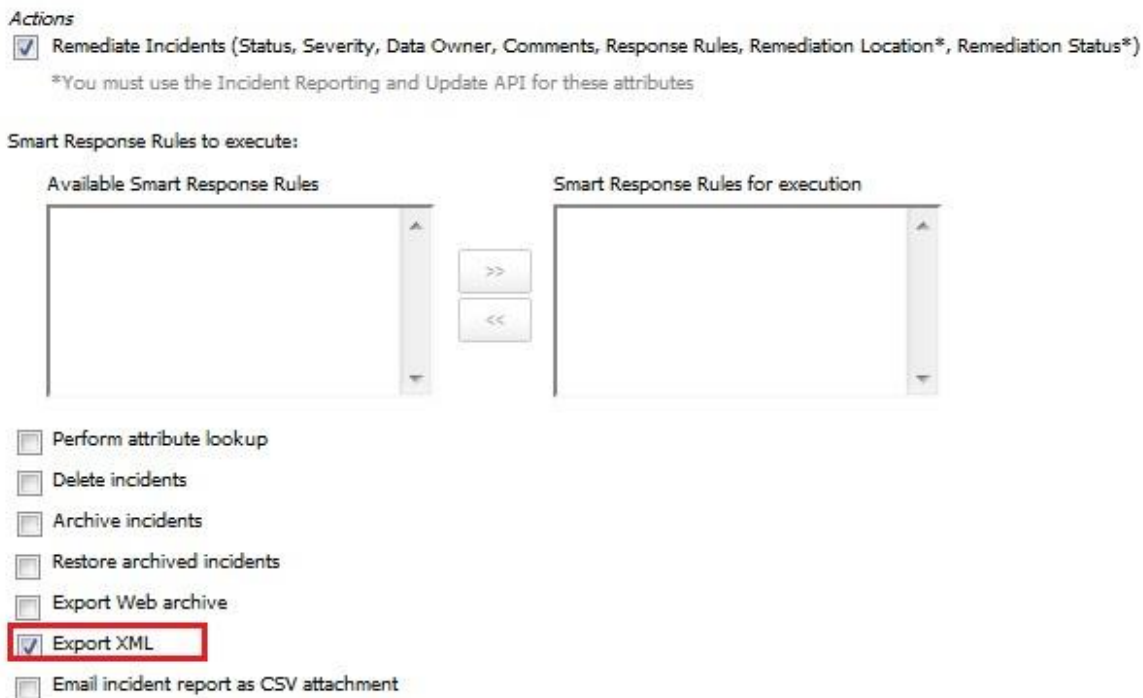 Actions
Remediate Incidents (Status, Severity, Data Owner, Comments, Response Rules, Remediation Location*, Remediation Status*)
*You must use the Incident Reporting and Update API for these attributes
Smart Response Rules to execute:
Available Smart Response Rules
Smart Response Rules for execution
>>
<<
Perform attribute lookup
Delete incidents
Archive incidents
Restore archived incidents
Export Web archive
Export XML
Email incident report as CSV attachment